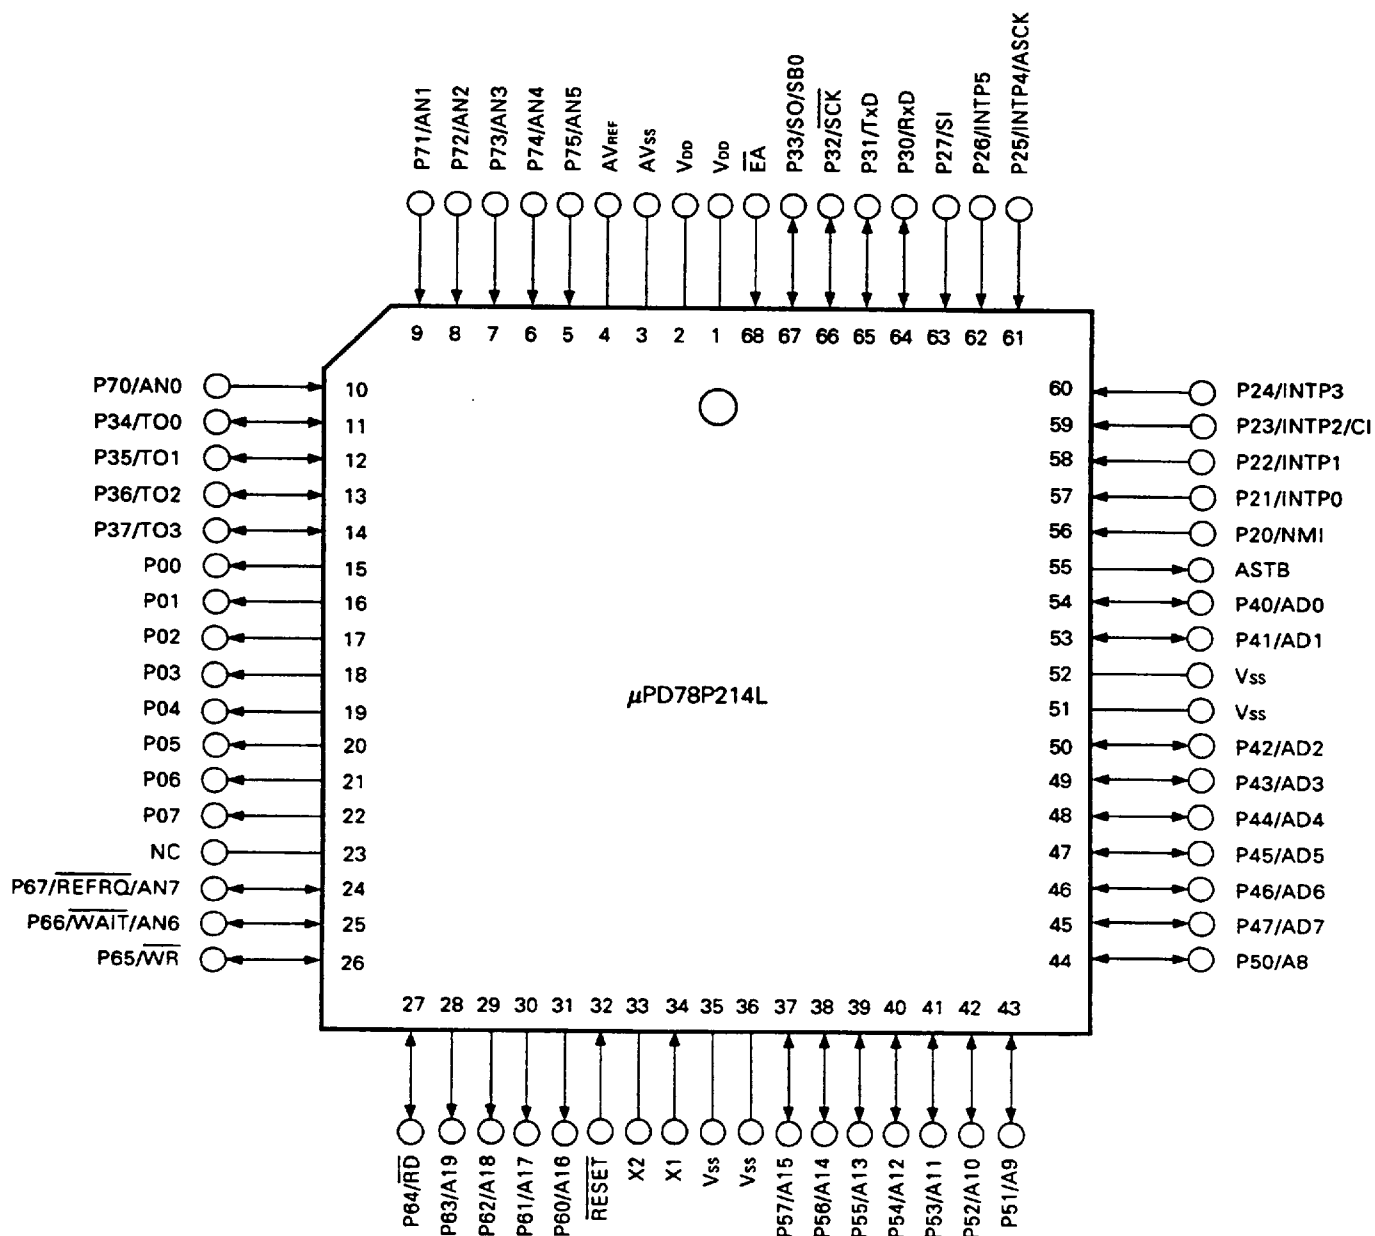 P71/AN1
P72/AN2
P73/AN3
P74/AN4
P75/AN5
AVREF
AVSS
VDD
VDD
EA
P33/SO/SB0
P32/SCK
P31/TxD
P30/RxD
P27/SI
P26/INTP5
P25/INTP4/ASCK
9 8 7 6 5 4 3 2 1 68 67 66 65 64 63 62 61
P70/AN0 10
P34/TO0 11
P35/TO1 12
P36/TO2 13
P37/TO3 14
P00 15
P01 16
P02 17
P03 18
P04 19
P05 20
P06 21
P07 22
NC 23
P67/REFRQ/AN7 24
P66/WAIT/AN6 25
P65/WR 26
µPD78P214L
60 P24/INTP3
59 P23/INTP2/CI
58 P22/INTP1
57 P21/INTP0
56 P20/NMI
55 ASTB
54 P40/AD0
53 P41/AD1
52 VSS
51 VSS
50 P42/AD2
49 P43/AD3
48 P44/AD4
47 P45/AD5
46 P46/AD6
45 P47/AD7
44 P50/A8
27 28 29 30 31 32 33 34 35 36 37 38 39 40 41 42 43
P64/RD
P63/A19
P62/A18
P61/A17
P60/A16
RESET
X2
X1
VSS
VSS
P57/A15
P56/A14
P55/A13
P54/A12
P53/A11
P52/A10
P51/A9